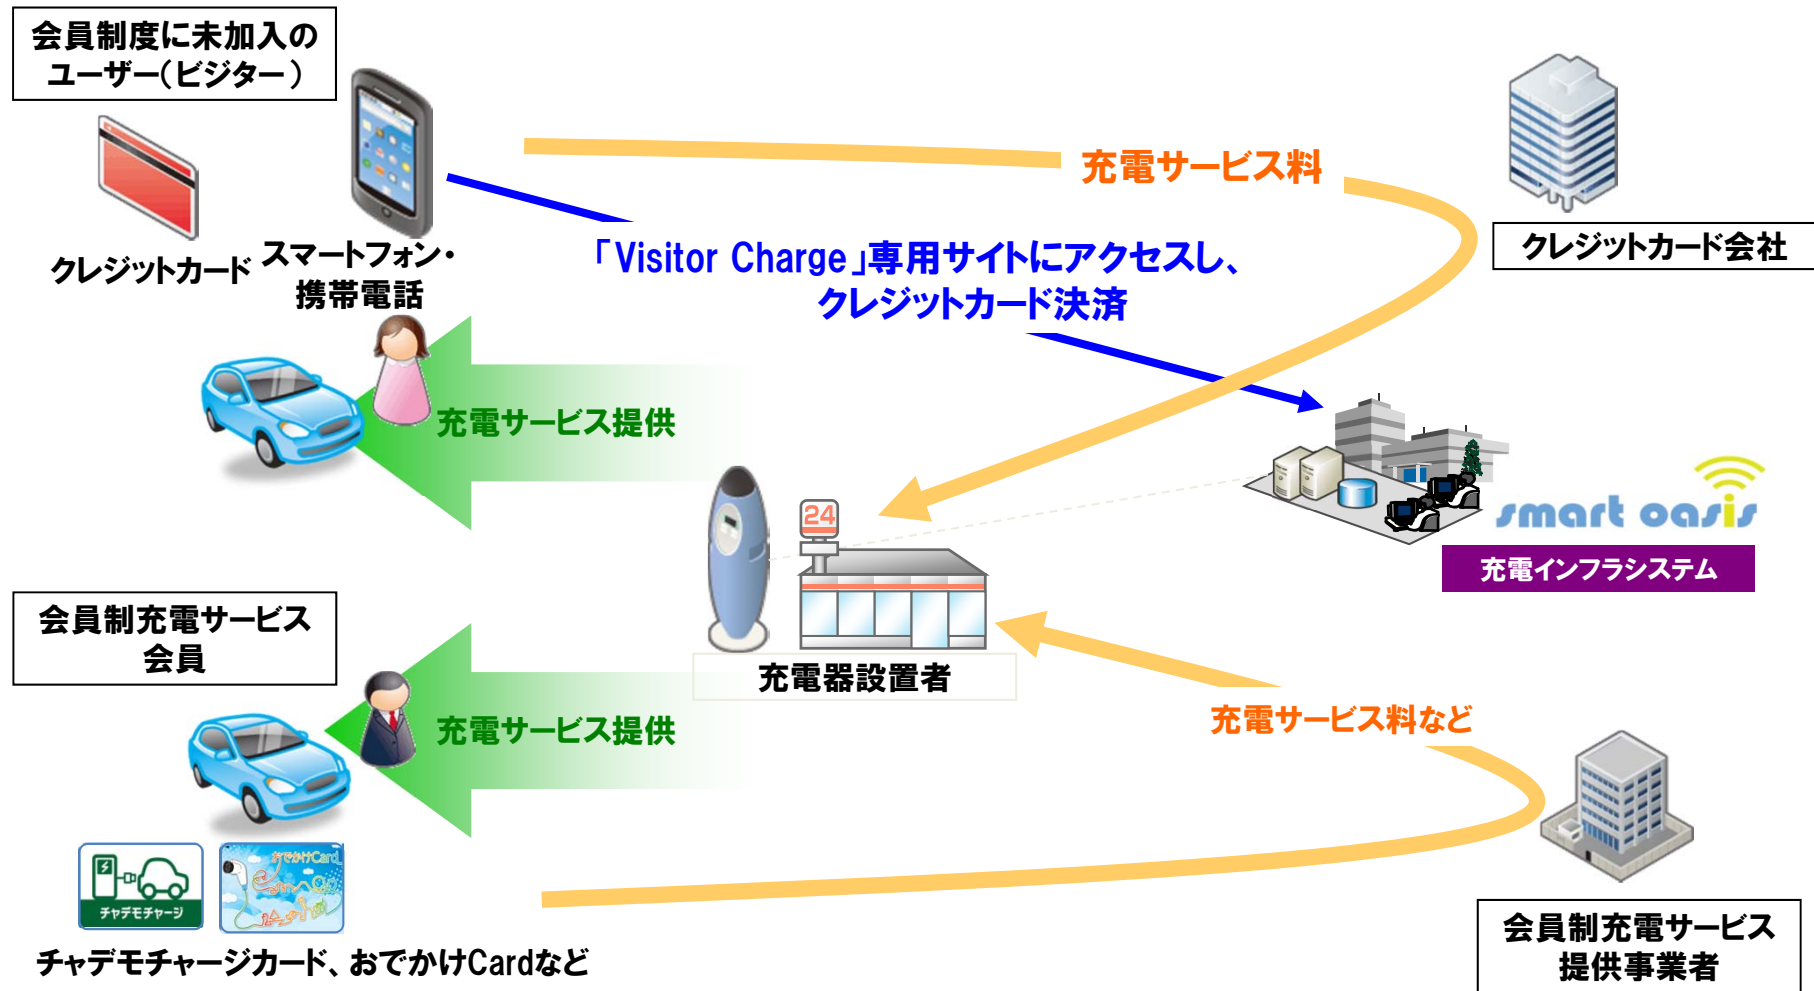 会員制度に未加入の
ユーザー(ビジター)
クレジットカード
スマートフォン・
携帯電話
充電サービス料
クレジットカード会社
「Visitor Charge」専用サイトにアクセスし、
クレジットカード決済
充電サービス提供
24
smart oasis
充電インフラシステム
充電器設置者
会員制充電サービス
会員
充電サービス提供
充電サービス料など
チャデモチャージ
おでかけCard
チャデモチャージカード、おでかけCardなど
会員制充電サービス
提供事業者